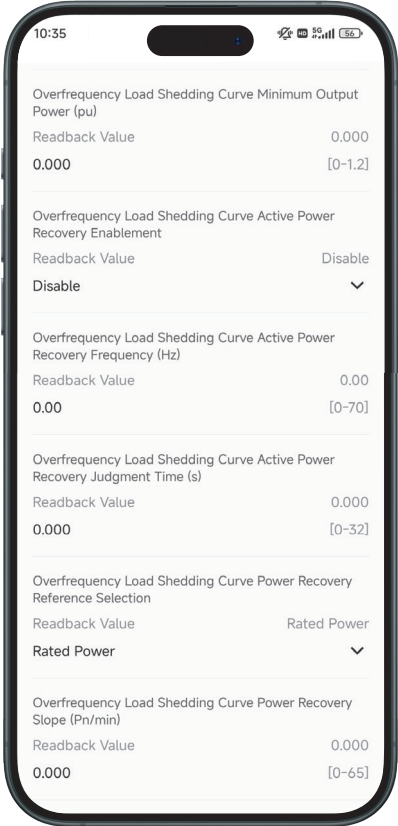 10:35
HD 5G 56
Overfrequency Load Shedding Curve Minimum Output
Power (pu)
Readback Value 0.000
0.000 [0-1.2]
Overfrequency Load Shedding Curve Active Power
Recovery Enablement
Readback Value Disable
Disable
Overfrequency Load Shedding Curve Active Power
Recovery Frequency (Hz)
Readback Value 0.00
0.00 [0-70]
Overfrequency Load Shedding Curve Active Power
Recovery Judgment Time (s)
Readback Value 0.000
0.000 [0-32]
Overfrequency Load Shedding Curve Power Recovery
Reference Selection
Readback Value Rated Power
Rated Power
Overfrequency Load Shedding Curve Power Recovery
Slope (Pn/min)
Readback Value 0.000
0.000 [0-65]